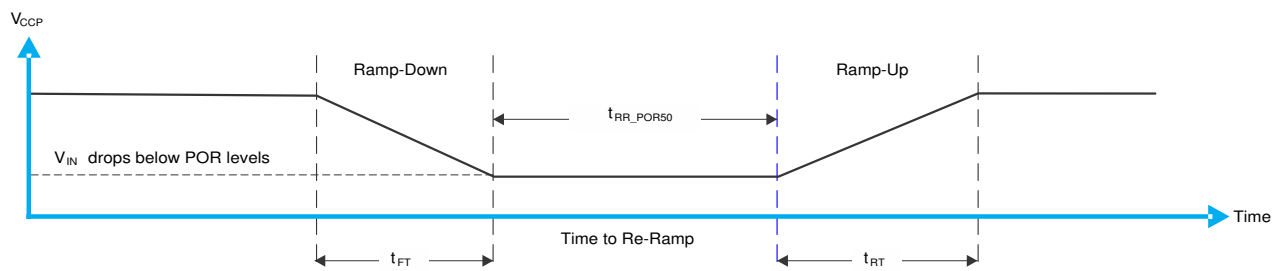 VCCP
Ramp-Down
Ramp-Up
tRR_POR50
VIN drops below POR levels
Time
Time to Re-Ramp
tFT
tRT